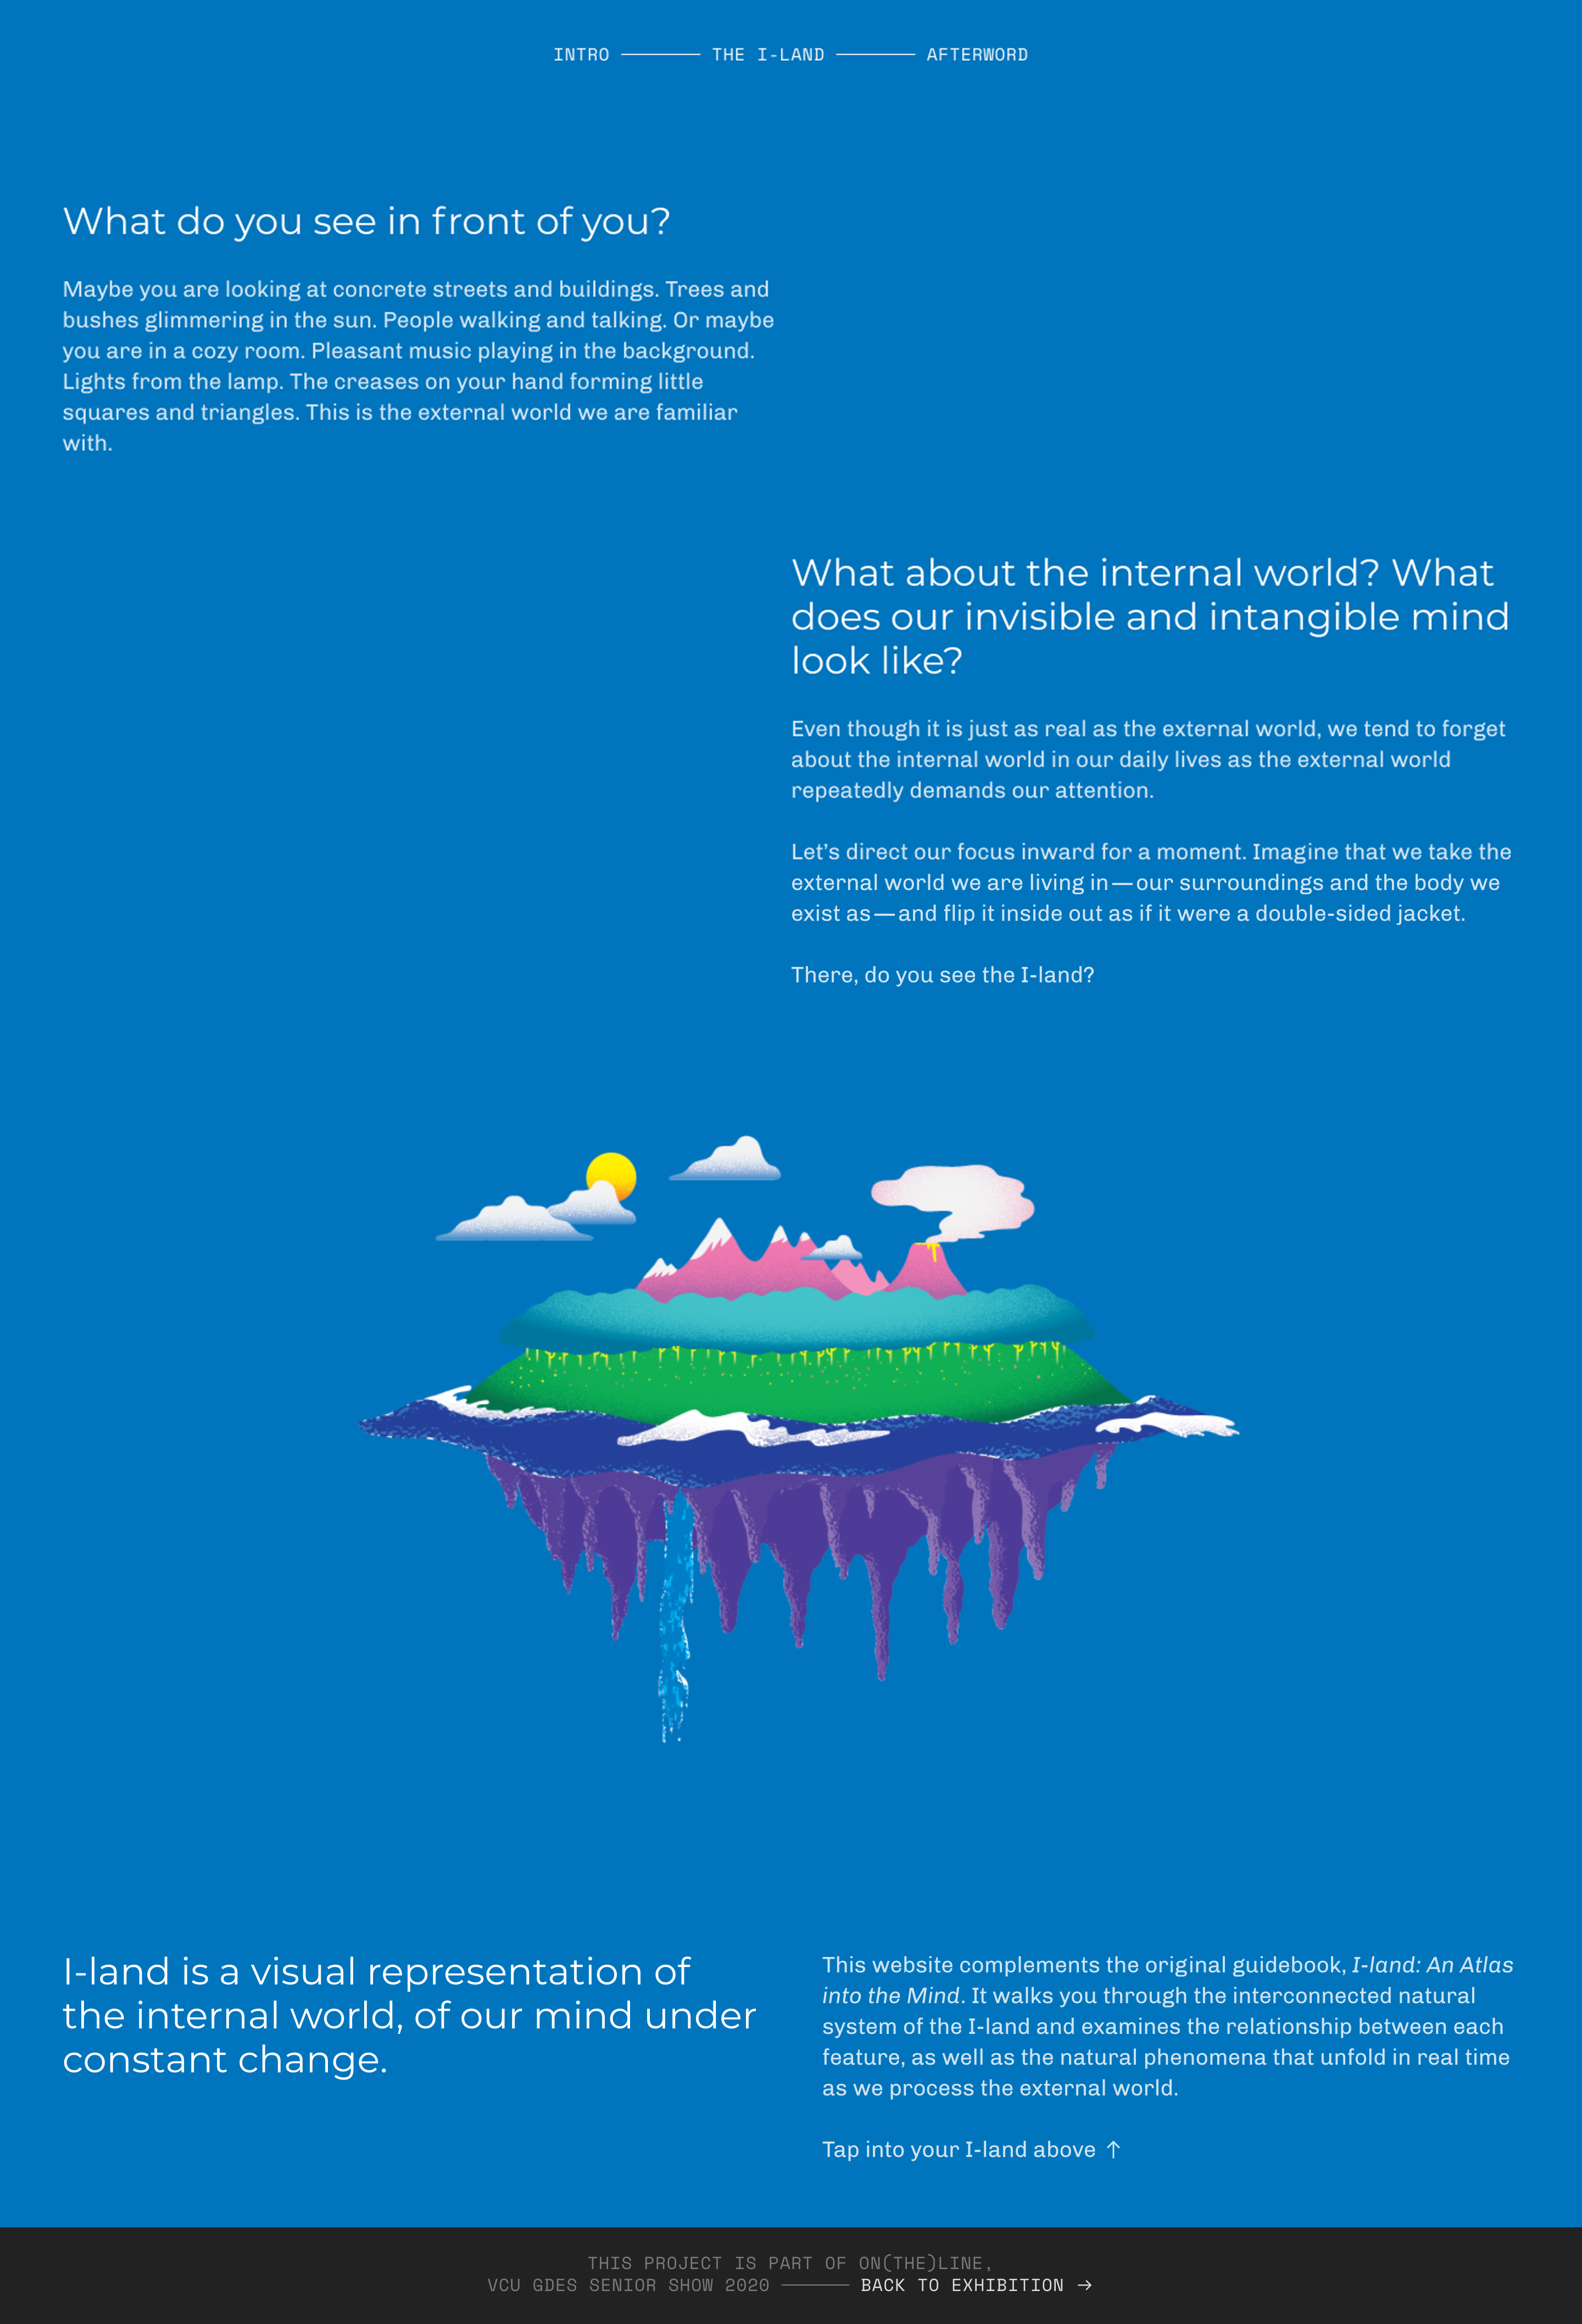 INTRO —— THE I-LAND —— AFTERWORD
What do you see in front of you?
Maybe you are looking at concrete streets and buildings. Trees and
bushes glimmering in the sun. People walking and talking. Or maybe
you are in a cozy room. Pleasant music playing in the background.
Lights from the lamp. The creases on your hand forming little
squares and triangles. This is the external world we are familiar
with.
What about the internal world? What
does our invisible and intangible mind
look like?
Even though it is just as real as the external world, we tend to forget
about the internal world in our daily lives as the external world
repeatedly demands our attention.
Let’s direct our focus inward for a moment. Imagine that we take the
external world we are living in — our surroundings and the body we
exist as — and flip it inside out as if it were a double-sided jacket.
There, do you see the I-land?
I-land is a visual representation of
the internal world, of our mind under
constant change.
This website complements the original guidebook, I-land: An Atlas
into the Mind. It walks you through the interconnected natural
system of the I-land and examines the relationship between each
feature, as well as the natural phenomena that unfold in real time
as we process the external world.
Tap into your I-land above ↑
THIS PROJECT IS PART OF ON(THE)LINE,
VCU GDES SENIOR SHOW 2020 —— BACK TO EXHIBITION →